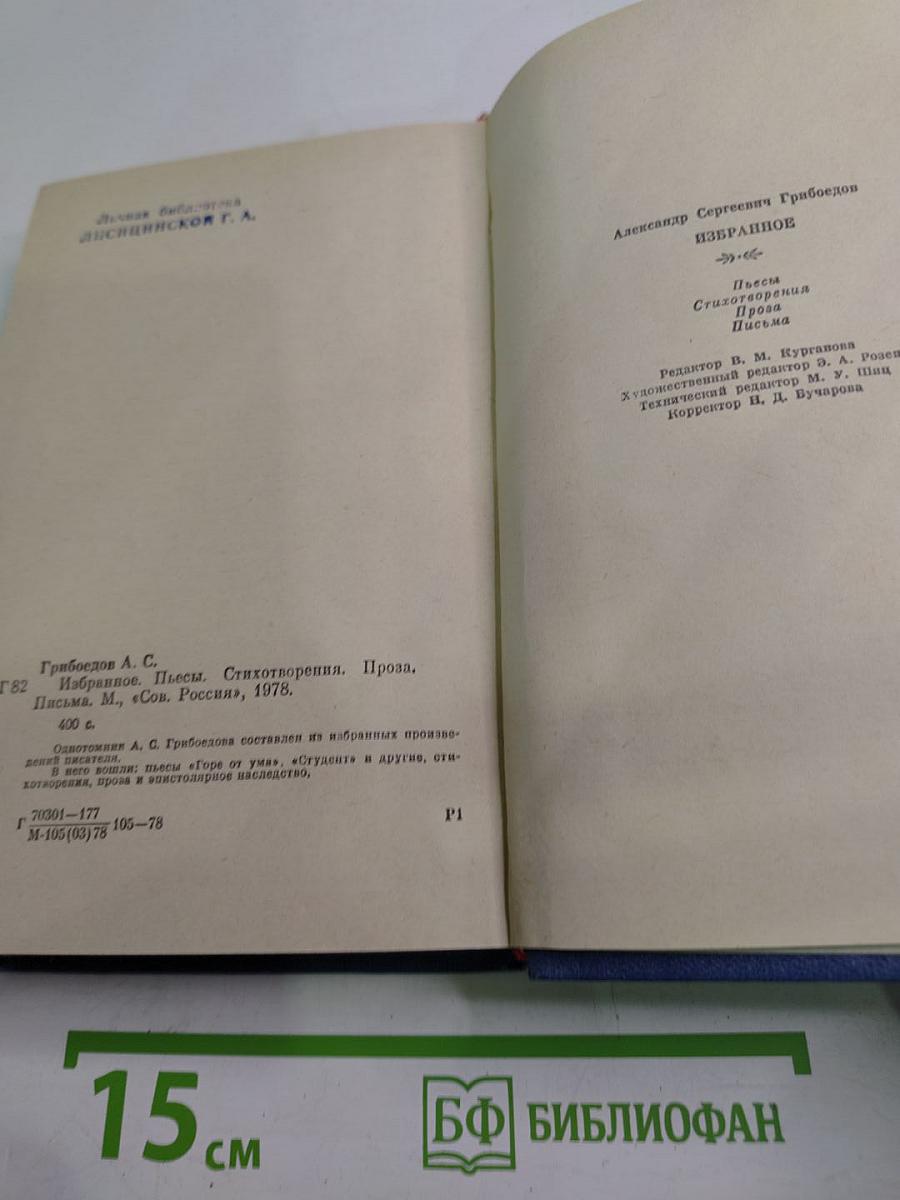 Личная библиотека
ЛИСИЦИНСКОЙ Г. А.
Грибоедов А. С.
Г82 Избранное. Пьесы. Стихотворения. Проза.
Письма. М., «Сов. Россия», 1978.
400 с.
Однотомник А. С. Грибоедова составлен из избранных произве-
дений писателя.
В него вошли: пьесы «Горе от ума», «Студент» и другие, сти-
хотворения, проза и эпистолярное наследство.
Г 70301—177
М-105(03)78 105—78
Р1
Александр Сергеевич Грибоедов
ИЗБРАННОЕ
Пьесы
Стихотворения
Проза
Письма
Редактор В. М. Курганова
Художественный редактор Э. А. Розен
Технический редактор М. У. Шиц
Корректор Н. Д. Бучарова
15 см
БФ БИБЛИОФАН